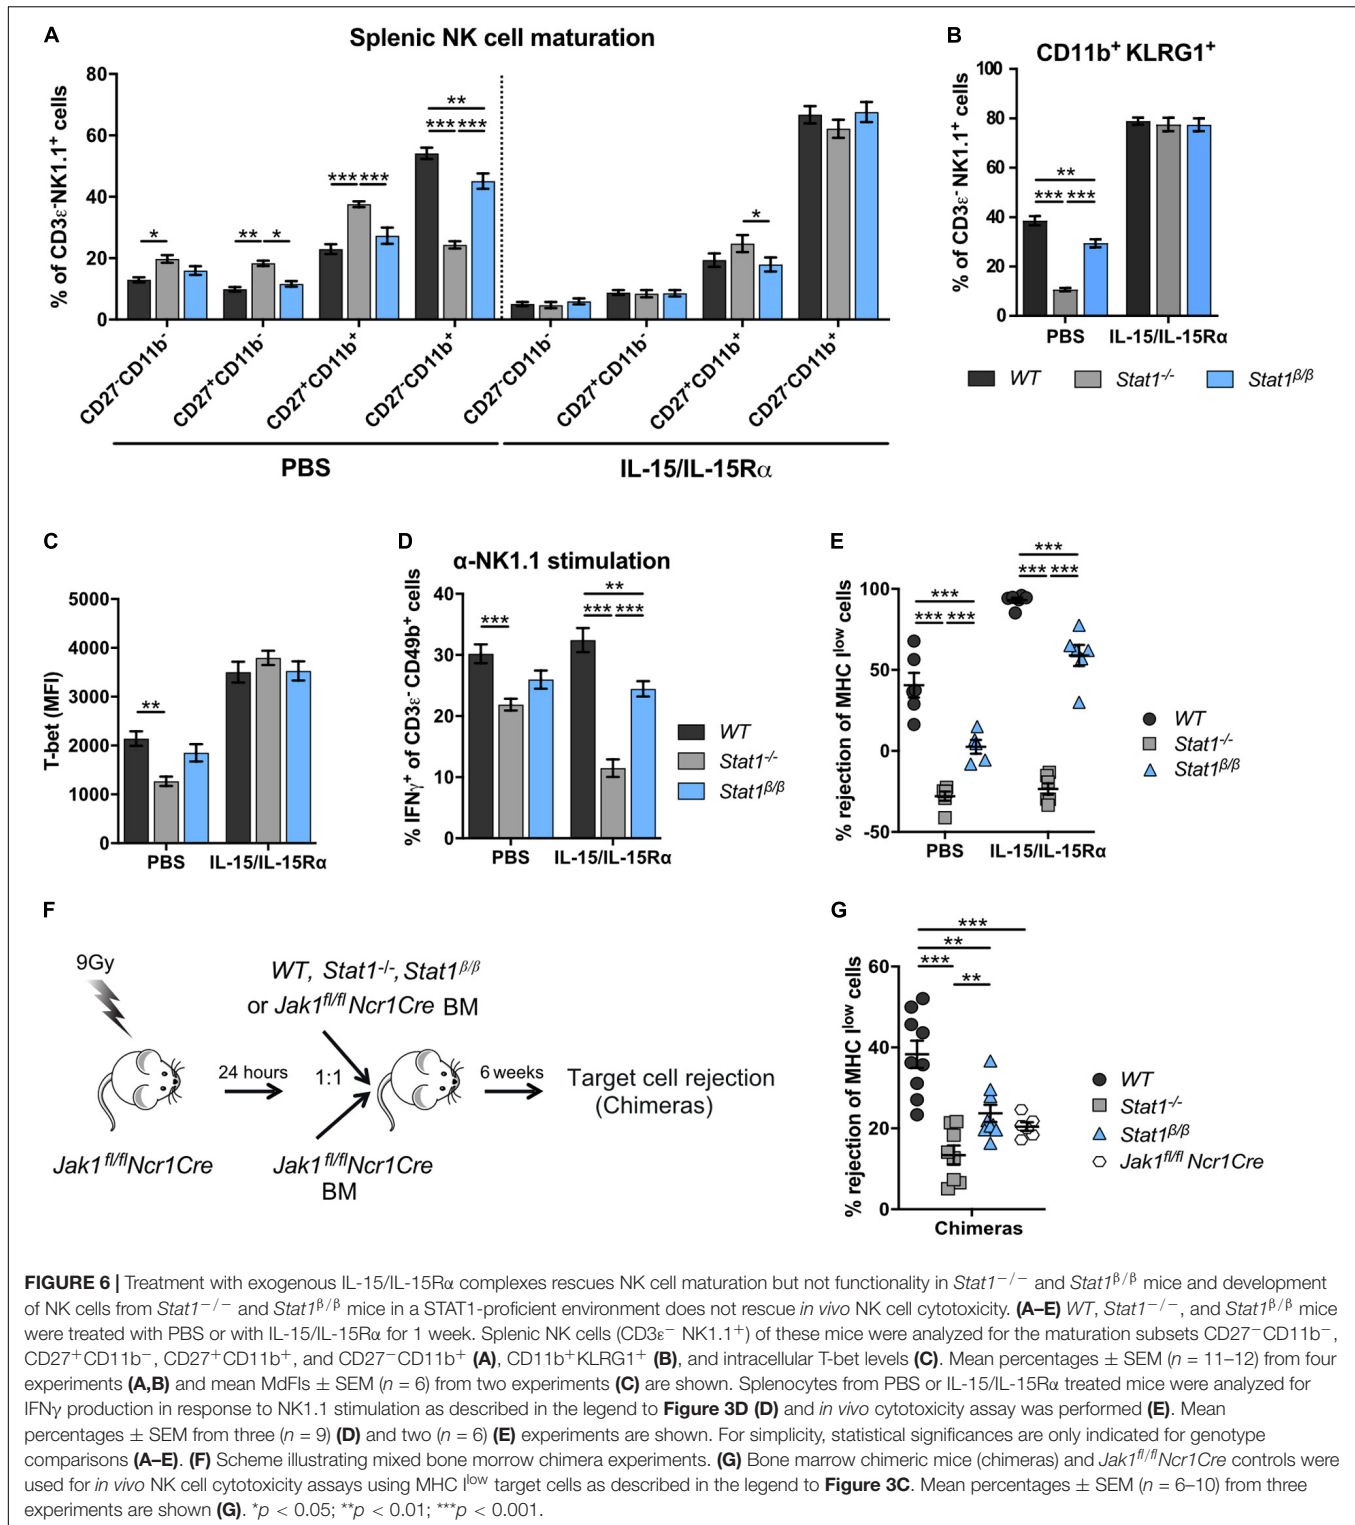 A
Splenic NK cell maturation
% of CD3ε⁻NK1.1⁺ cells
80
60
40
20
0
*
** *
*** ***
**
*** ***
*
CD27⁻CD11b⁻
CD27⁺CD11b⁻
CD27⁺CD11b⁺
CD27⁻CD11b⁺
CD27⁻CD11b⁻
CD27⁺CD11b⁻
CD27⁺CD11b⁺
CD27⁻CD11b⁺
PBS
IL-15/IL-15Rα
B
CD11b⁺ KLRG1⁺
% of CD3ε⁻ NK1.1⁺ cells
100
80
60
40
20
0
**
*** ***
PBS
IL-15/IL-15Rα
WT
Stat1⁻/⁻
Stat1β/β
C
T-bet (MFI)
5000
4000
3000
2000
1000
0
**
PBS
IL-15/IL-15Rα
D
α-NK1.1 stimulation
% IFNγ⁺ of CD3ε⁻ CD49b⁺ cells
40
30
20
10
0
***
**
*** ***
PBS
IL-15/IL-15Rα
WT
Stat1⁻/⁻
Stat1β/β
E
% rejection of MHC Iˡᵒʷ cells
100
50
0
-50
***
*** ***
***
*** ***
PBS
IL-15/IL-15Rα
WT
Stat1⁻/⁻
Stat1β/β
F
9Gy
WT, Stat1⁻/⁻, Stat1β/β
or Jak1fl/fl Ncr1Cre BM
24 hours
1:1
6 weeks
Target cell rejection
(Chimeras)
Jak1fl/fl Ncr1Cre
Jak1fl/fl Ncr1Cre
BM
G
% rejection of MHC Iˡᵒʷ cells
60
40
20
0
***
**
***
**
Chimeras
WT
Stat1⁻/⁻
Stat1β/β
Jak1fl/fl Ncr1Cre
FIGURE 6 | Treatment with exogenous IL-15/IL-15Rα complexes rescues NK cell maturation but not functionality in Stat1−/− and Stat1β/β mice and development
of NK cells from Stat1−/− and Stat1β/β mice in a STAT1-proficient environment does not rescue in vivo NK cell cytotoxicity. (A–E) WT, Stat1−/−, and Stat1β/β mice
were treated with PBS or with IL-15/IL-15Rα for 1 week. Splenic NK cells (CD3ε− NK1.1+) of these mice were analyzed for the maturation subsets CD27−CD11b−,
CD27+CD11b−, CD27+CD11b+, and CD27−CD11b+ (A), CD11b+KLRG1+ (B), and intracellular T-bet levels (C). Mean percentages ± SEM (n = 11–12) from four
experiments (A,B) and mean MdFIs ± SEM (n = 6) from two experiments (C) are shown. Splenocytes from PBS or IL-15/IL-15Rα treated mice were analyzed for
IFNγ production in response to NK1.1 stimulation as described in the legend to Figure 3D (D) and in vivo cytotoxicity assay was performed (E). Mean
percentages ± SEM from three (n = 9) (D) and two (n = 6) (E) experiments are shown. For simplicity, statistical significances are only indicated for genotype
comparisons (A–E). (F) Scheme illustrating mixed bone morrow chimera experiments. (G) Bone marrow chimeric mice (chimeras) and Jak1fl/fl Ncr1Cre controls were
used for in vivo NK cell cytotoxicity assays using MHC Iˡᵒʷ target cells as described in the legend to Figure 3C. Mean percentages ± SEM (n = 6–10) from three
experiments are shown (G). *p < 0.05; **p < 0.01; ***p < 0.001.